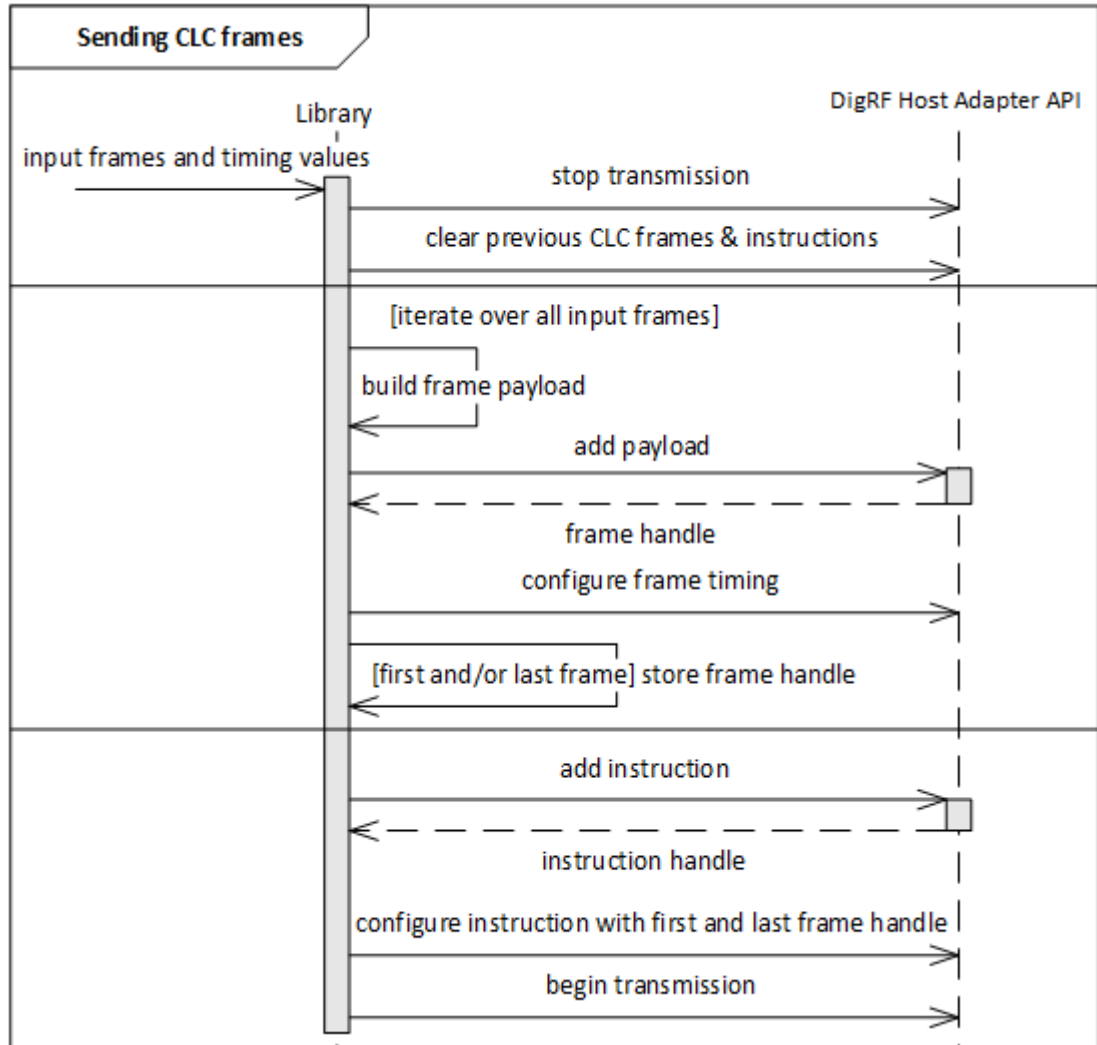 Sending CLC frames
DigRF Host Adapter API
Library
input frames and timing values
stop transmission
clear previous CLC frames & instructions
[iterate over all input frames]
build frame payload
add payload
frame handle
configure frame timing
[first and/or last frame] store frame handle
add instruction
instruction handle
configure instruction with first and last frame handle
begin transmission